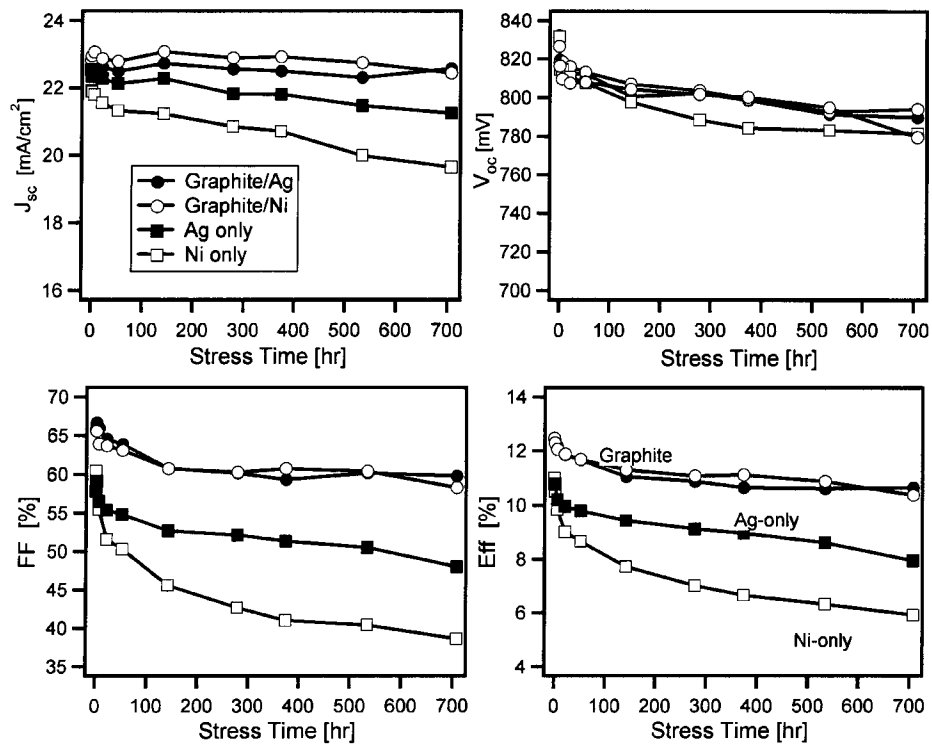 24
22
20
18
16
J_sc [mA/cm²]
Graphite/Ag
Graphite/Ni
Ag only
Ni only
0 100 200 300 400 500 600 700
Stress Time [hr]
840
820
800
780
760
740
720
700
V_oc [mV]
0 100 200 300 400 500 600 700
Stress Time [hr]
70
65
60
55
50
45
40
35
FF [%]
0 100 200 300 400 500 600 700
Stress Time [hr]
14
12
10
8
6
4
Eff [%]
Graphite
Ag-only
Ni-only
0 100 200 300 400 500 600 700
Stress Time [hr]